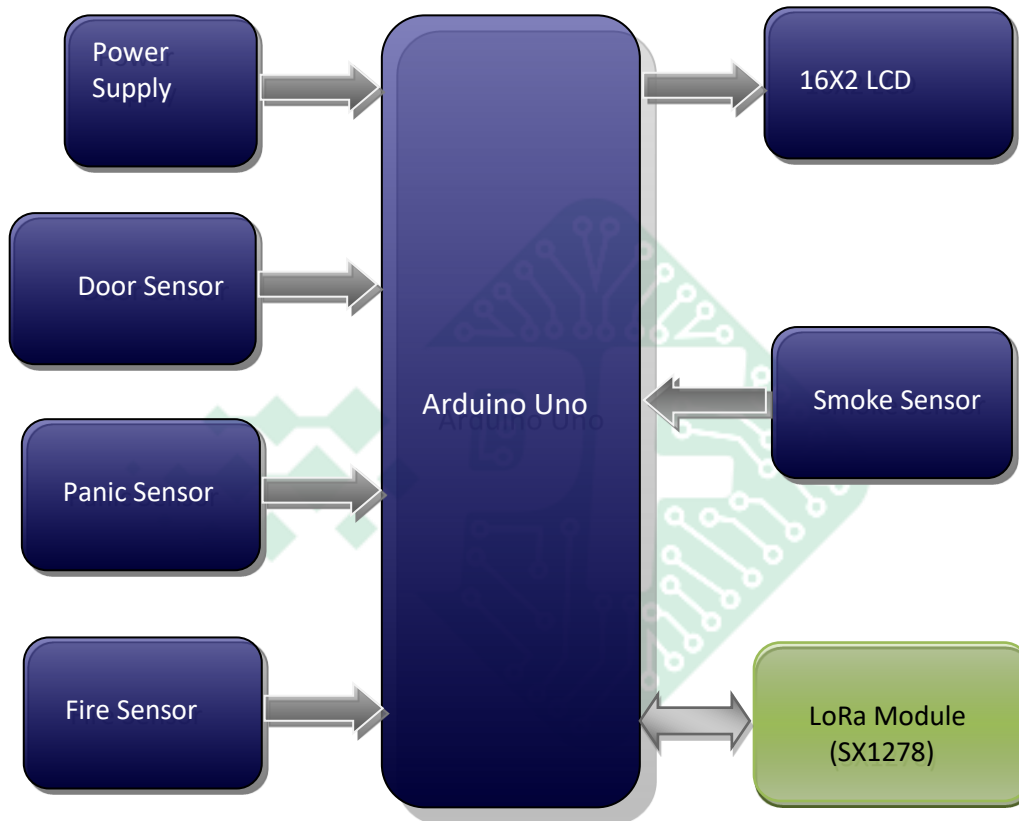 Power
Supply
16X2 LCD
Door Sensor
Arduino Uno
Smoke Sensor
Panic Sensor
Fire Sensor
LoRa Module
(SX1278)